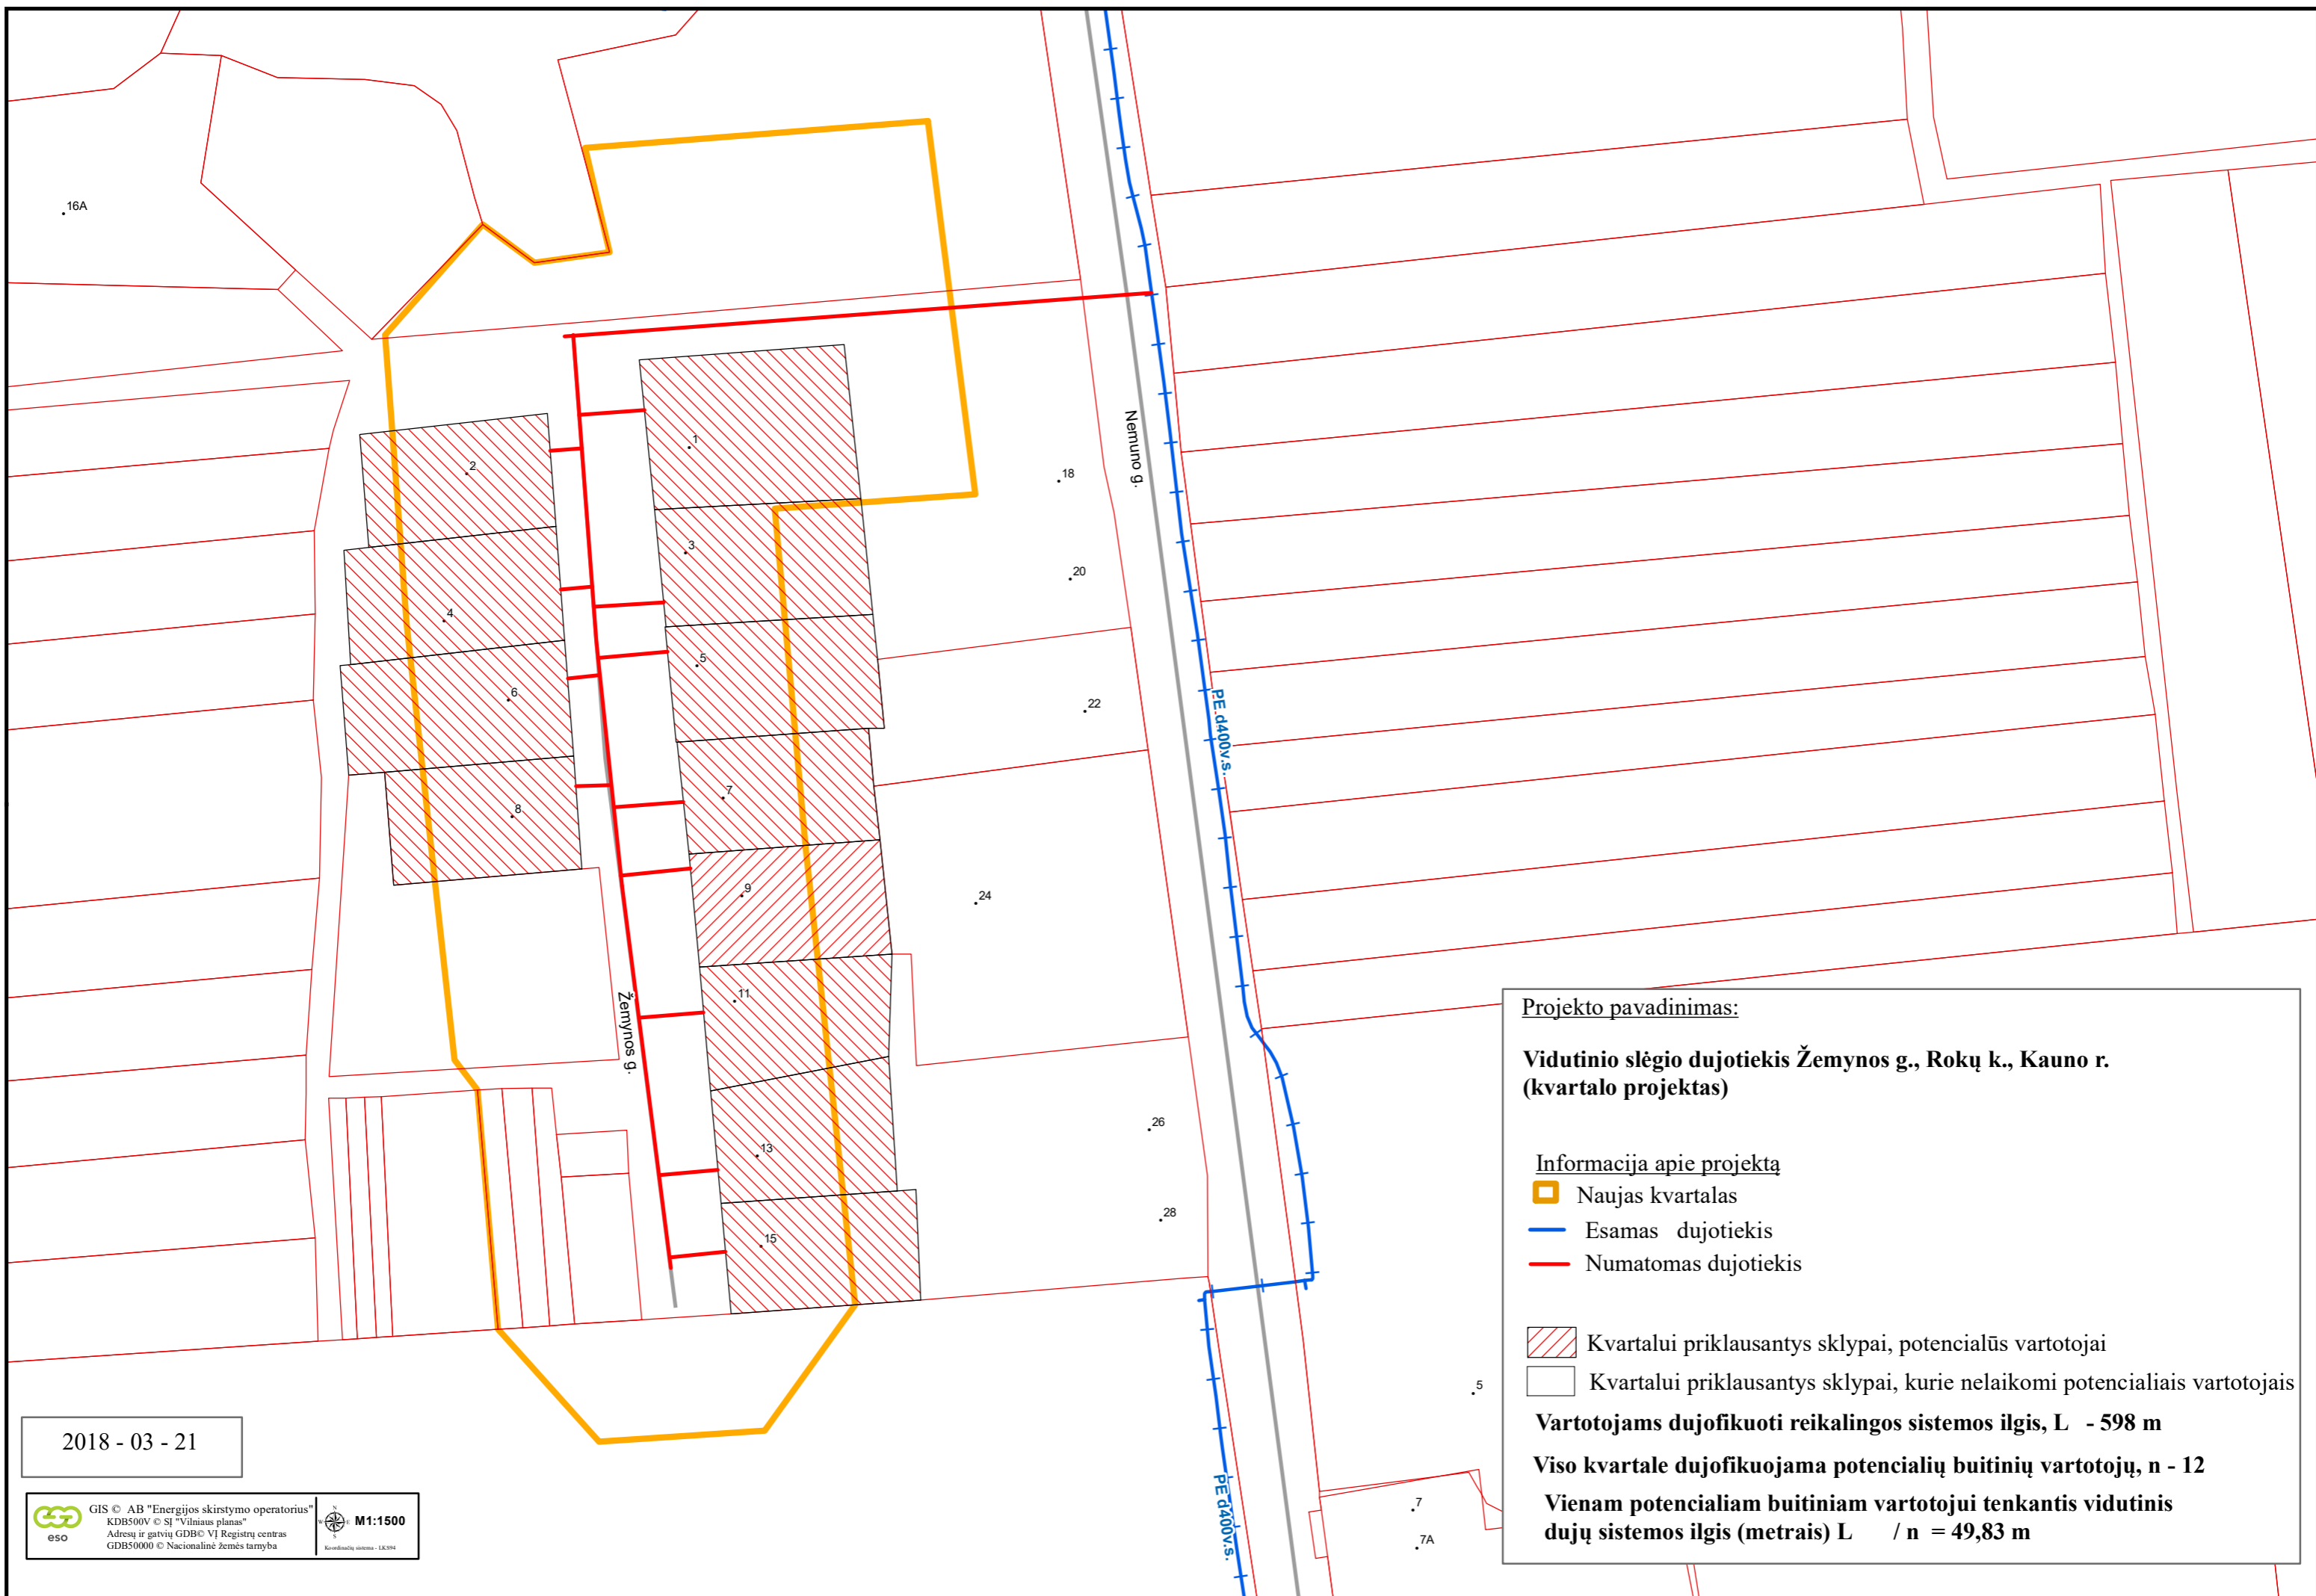 16A
1
2
18
3
20
4
5
6
22
7
8
9
24
11
13
26
15
28
5
7
7A
Nemuno g.
Žemynos g.
PE d400v.s.
PE d400v.s.
Projekto pavadinimas:
Vidutinio slėgio dujotiekis Žemynos g., Rokų k., Kauno r.
(kvartalo projektas)
Informacija apie projektą
Naujas kvartalas
Esamas dujotiekis
Numatomas dujotiekis
Kvartalui priklausantys sklypai, potencialūs vartotojai
Kvartalui priklausantys sklypai, kurie nelaikomi potencialiais vartotojais
Vartotojams dujofikuoti reikalingos sistemos ilgis, L - 598 m
Viso kvartale dujofikuojama potencialių buitinių vartotojų, n - 12
Vienam potencialiam buitiniam vartotojui tenkantis vidutinis
dujų sistemos ilgis (metrais) L / n = 49,83 m
2018 - 03 - 21
eso
GIS © AB "Energijos skirstymo operatorius"
KDB500V © SĮ "Vilniaus planas"
Adresų ir gatvių GDB© VĮ Registrų centras
GDB50000 © Nacionalinė žemės tarnyba
N
W
E
S
M1:1500
Koordinačių sistema - LKS94